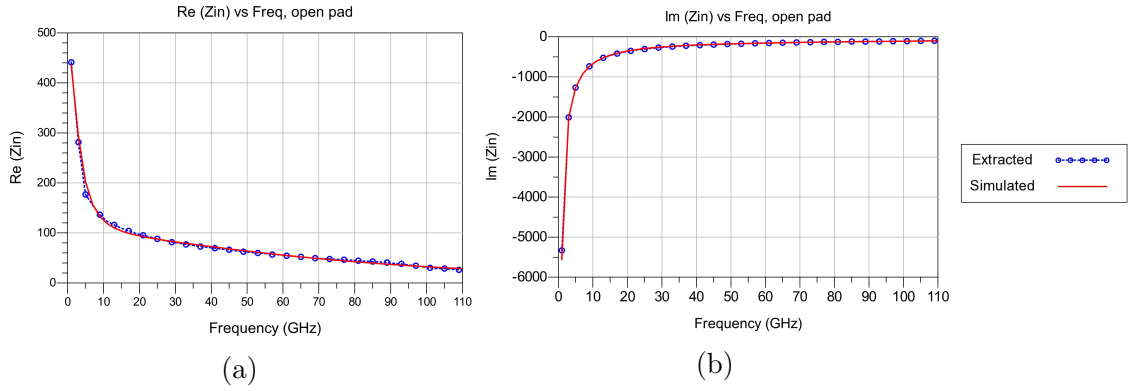 Re (Zin) vs Freq, open pad
500
400
300
200
100
0
Re (Zin)
0 10 20 30 40 50 60 70 80 90 100 110
Frequency (GHz)
(a)
Im (Zin) vs Freq, open pad
0
-1000
-2000
-3000
-4000
-5000
-6000
Im (Zin)
0 10 20 30 40 50 60 70 80 90 100 110
Frequency (GHz)
(b)
Extracted
Simulated